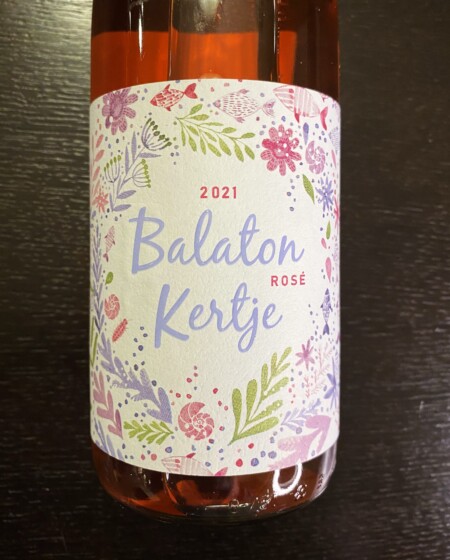 2021
Balaton
ROSÉ
Kertje